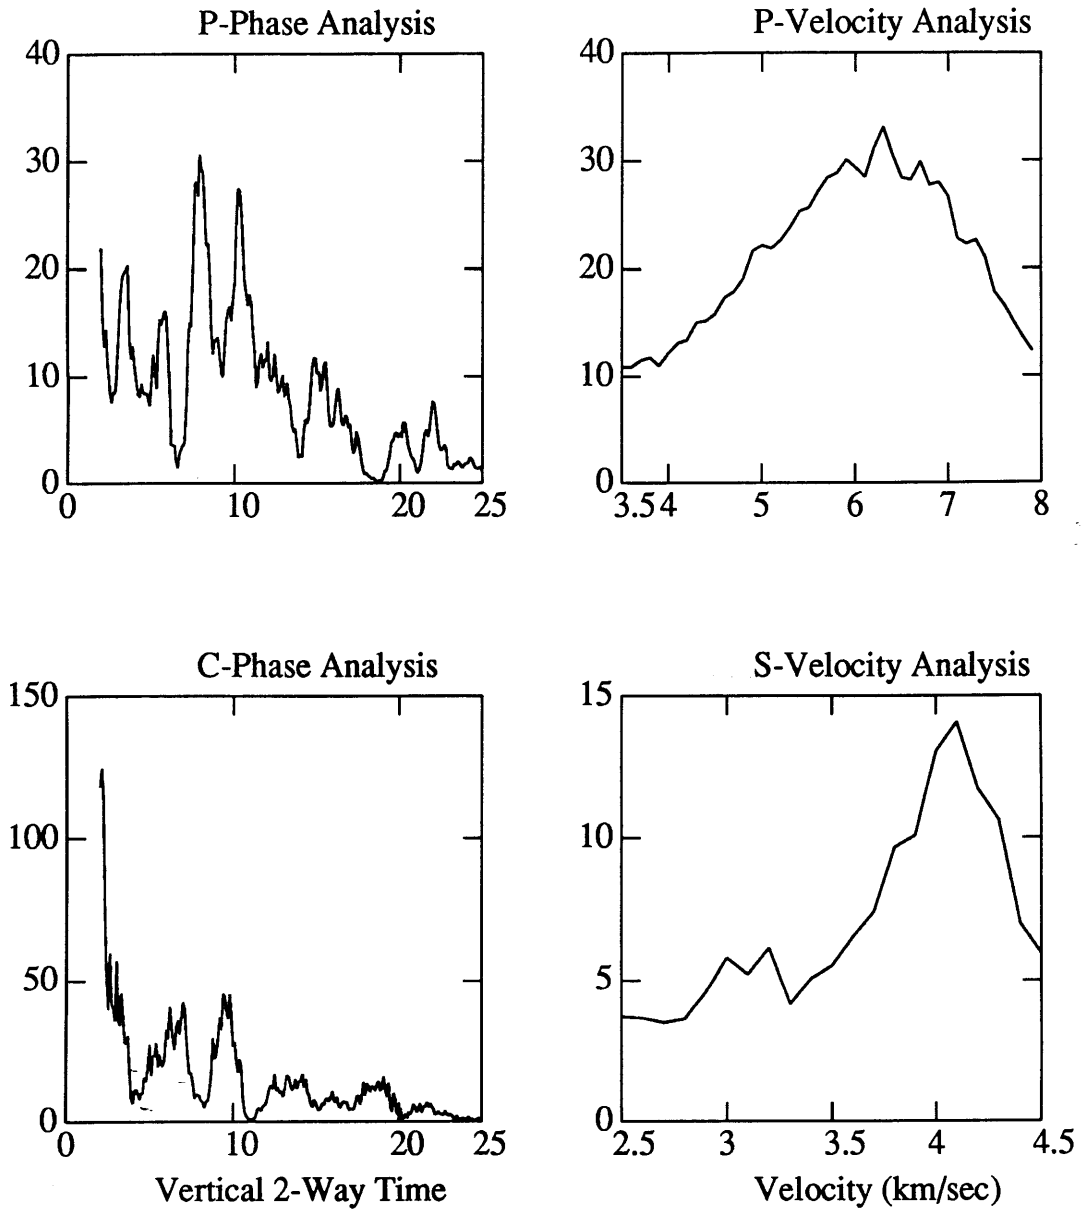 P-Phase Analysis
40
30
20
10
0
0 10 20 25
P-Velocity Analysis
40
30
20
10
0
3.5 4 5 6 7 8
C-Phase Analysis
150
100
50
0
0 10 20 25
Vertical 2-Way Time
S-Velocity Analysis
15
10
5
0
2.5 3 3.5 4 4.5
Velocity (km/sec)